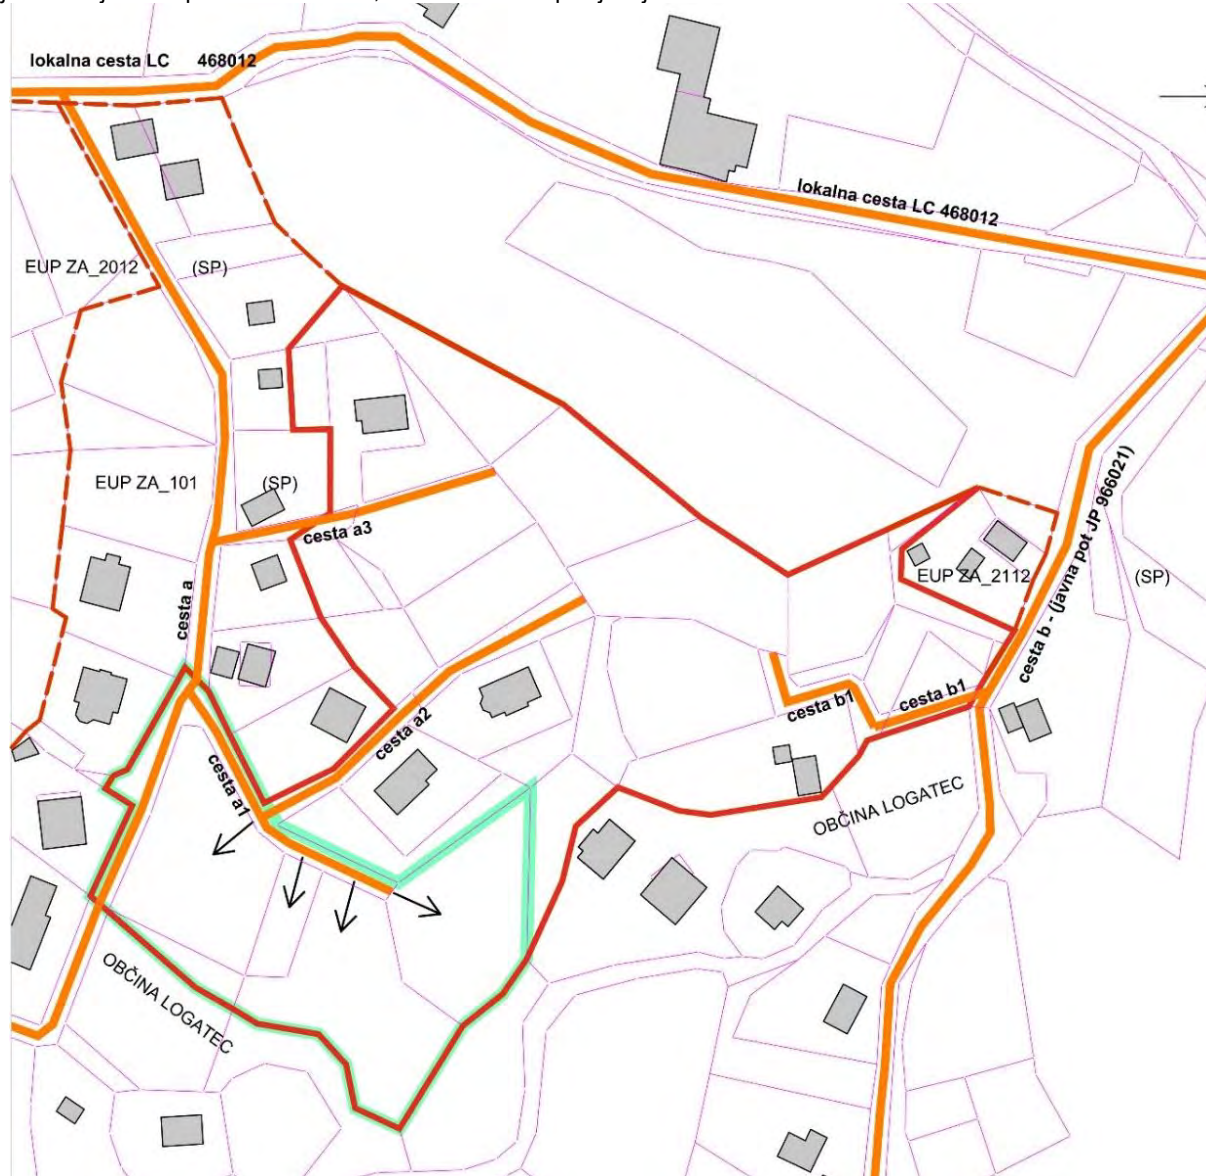 lokalna cesta LC 468012
lokalna cesta LC 468012
EUP ZA_2012 (SP)
EUP ZA_101 (SP)
cesta a3
cesta a
cesta b - (javna pot JP 966021)
EUP ZA_2112
(SP)
cesta b1
cesta b1
cesta a2
cesta a1
OBČINA LOGATEC
OBČINA LOGATEC